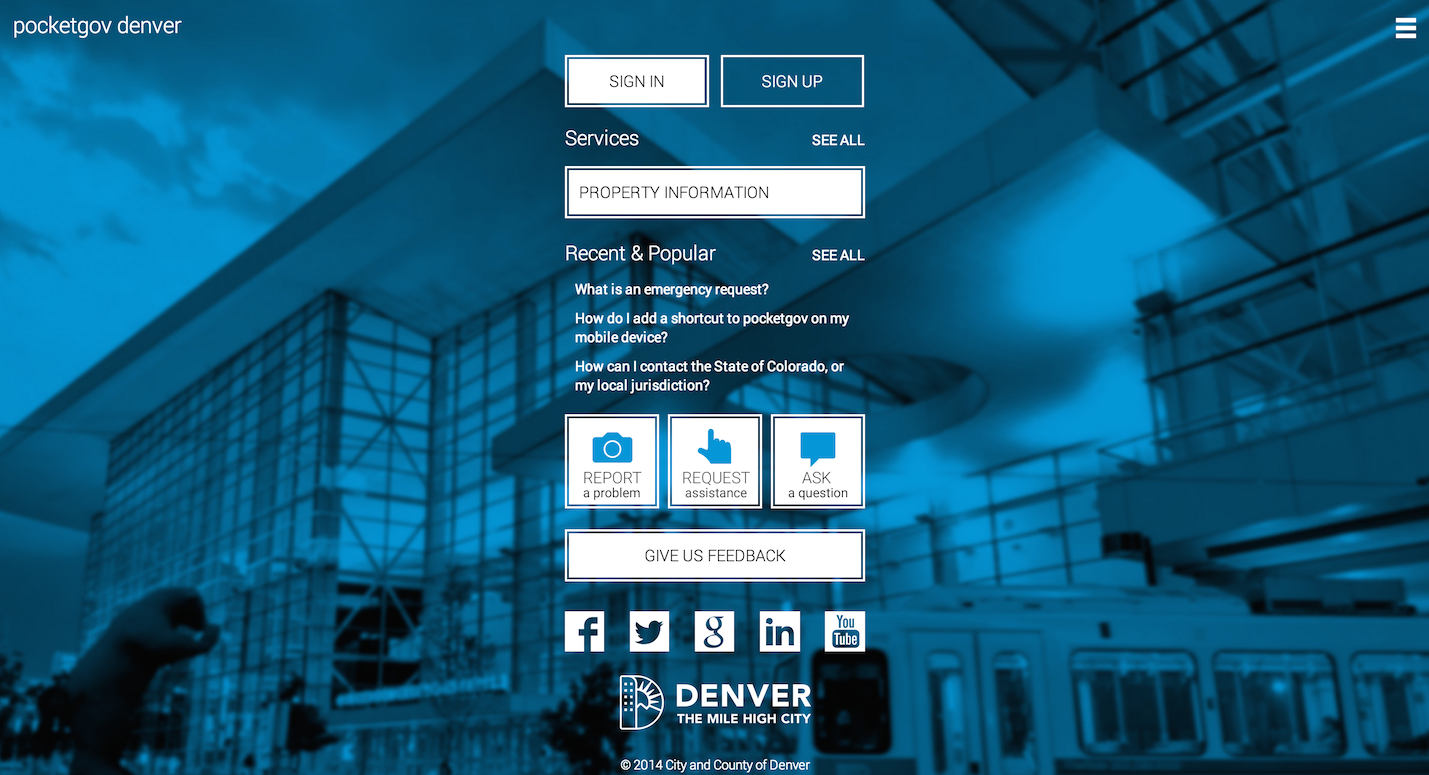 pocketgov denver
SIGN IN
SIGN UP
Services
SEE ALL
PROPERTY INFORMATION
Recent & Popular
SEE ALL
What is an emergency request?
How do I add a shortcut to pocketgov on my
mobile device?
How can I contact the State of Colorado, or
my local jurisdiction?
REPORT
a problem
REQUEST
assistance
ASK
a question
GIVE US FEEDBACK
f
g
in
You
Tube
DENVER
THE MILE HIGH CITY
© 2014 City and County of Denver